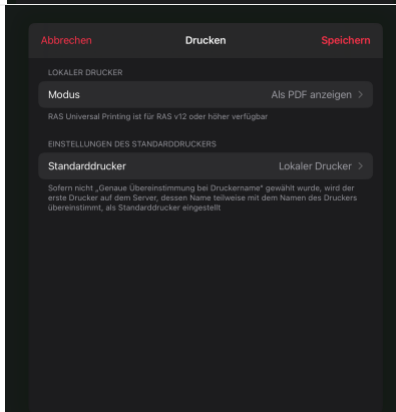 Abbrechen Drucken Speichern
LOKALER DRUCKER
Modus Als PDF anzeigen >
RAS Universal Printing ist für RAS v12 oder höher verfügbar
EINSTELLUNGEN DES STANDARDDRUCKERS
Standarddrucker Lokaler Drucker >
Sofern nicht „Genaue Übereinstimmung bei Druckername" gewählt wurde, wird der
erste Drucker auf dem Server, dessen Name teilweise mit dem Namen des Druckers
übereinstimmt, als Standarddrucker eingestellt